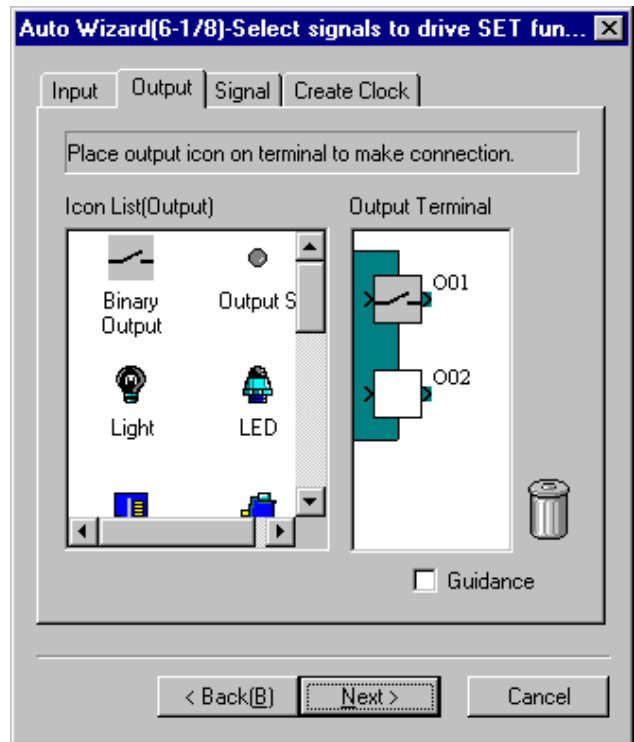 Auto Wizard(6-1/8)-Select signals to drive SET fun...
Input Output Signal Create Clock
Place output icon on terminal to make connection.
Icon List(Output) Output Terminal
Binary
Output
Output S
Light LED
O01
O02
Guidance
< Back(B) Next > Cancel